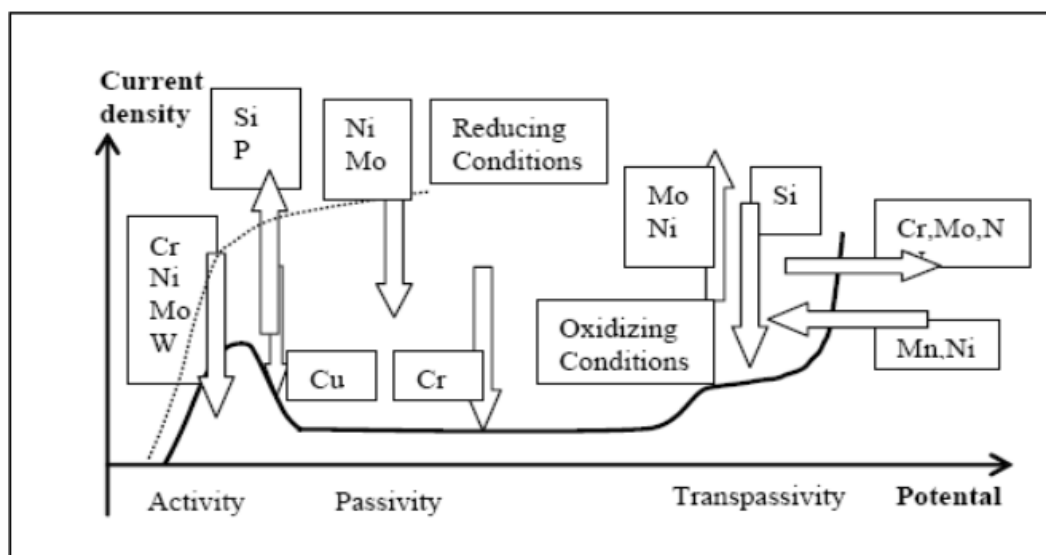 Current
density
Si
P
Ni
Mo
Reducing
Conditions
Mo
Ni
Si
Cr,Mo,N
Cr
Ni
Mo
W
Oxidizing
Conditions
Mn,Ni
Cu
Cr
Activity
Passivity
Transpassivity
Potental